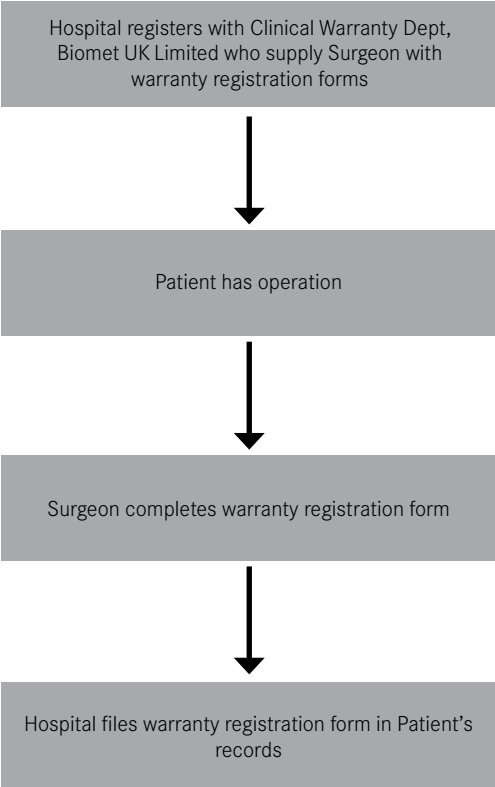 Hospital registers with Clinical Warranty Dept,
Biomet UK Limited who supply Surgeon with
warranty registration forms
Patient has operation
Surgeon completes warranty registration form
Hospital files warranty registration form in Patient’s
records